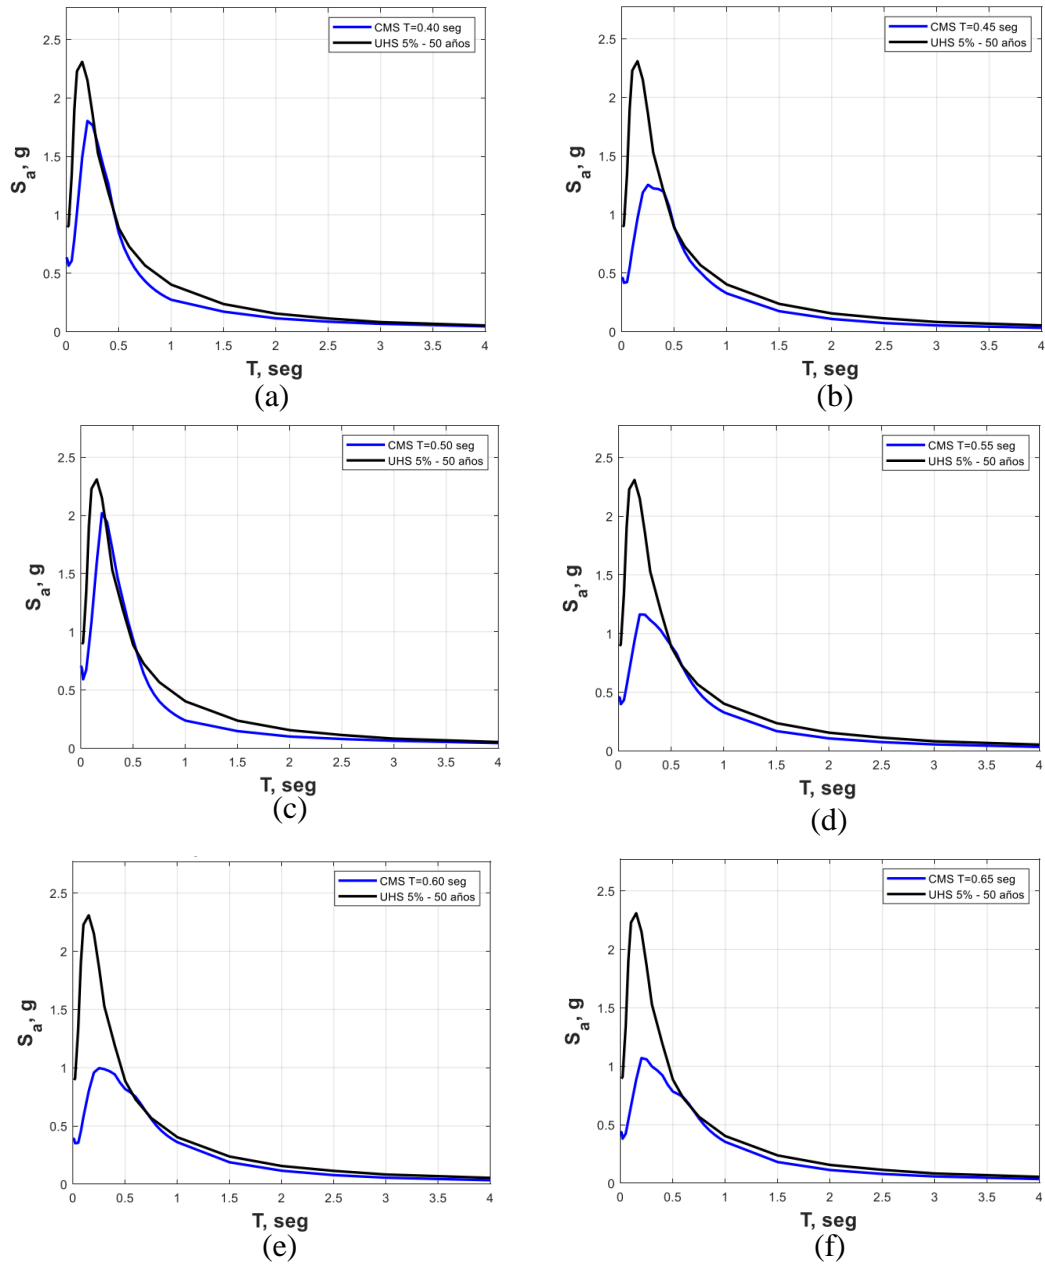 CMS T=0.40 seg
UHS 5% - 50 años
2.5
2
1.5
1
0.5
0
S_a, g
0 0.5 1 1.5 2 2.5 3 3.5 4
T, seg
(a)
CMS T=0.45 seg
UHS 5% - 50 años
2.5
2
1.5
1
0.5
0
S_a, g
0 0.5 1 1.5 2 2.5 3 3.5 4
T, seg
(b)
CMS T=0.50 seg
UHS 5% - 50 años
2.5
2
1.5
1
0.5
0
S_a, g
0 0.5 1 1.5 2 2.5 3 3.5 4
T, seg
(c)
CMS T=0.55 seg
UHS 5% - 50 años
2.5
2
1.5
1
0.5
0
S_a, g
0 0.5 1 1.5 2 2.5 3 3.5 4
T, seg
(d)
CMS T=0.60 seg
UHS 5% - 50 años
2.5
2
1.5
1
0.5
0
S_a, g
0 0.5 1 1.5 2 2.5 3 3.5 4
T, seg
(e)
CMS T=0.65 seg
UHS 5% - 50 años
2.5
2
1.5
1
0.5
0
S_a, g
0 0.5 1 1.5 2 2.5 3 3.5 4
T, seg
(f)